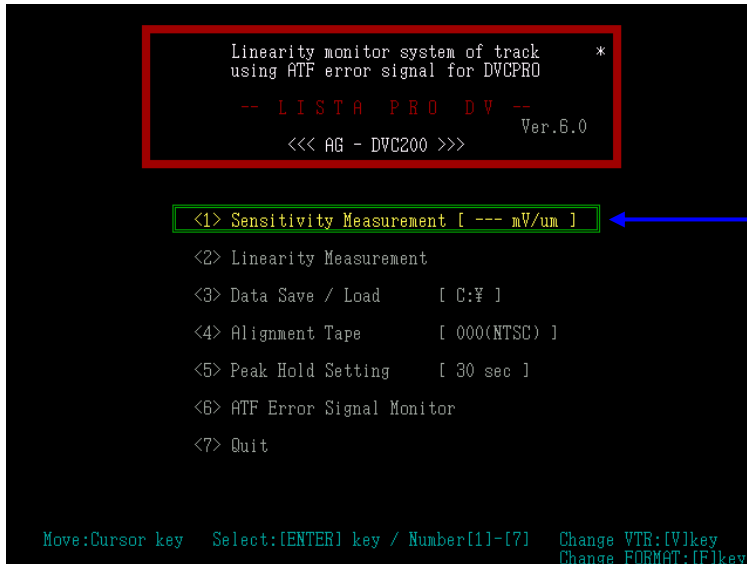 Linearity monitor system of track *
using ATF error signal for DVCPRO
-- L I S T A P R O D V --
Ver.6.0
<<< AG - DVC200 >>>
<1> Sensitivity Measurement [ --- mV/um ]
<2> Linearity Measurement
<3> Data Save / Load [ C:¥ ]
<4> Alignment Tape [ 000(NTSC) ]
<5> Peak Hold Setting [ 30 sec ]
<6> ATF Error Signal Monitor
<7> Quit
Move:Cursor key Select:[ENTER] key / Number[1]-[7] Change VTR:[V]key
Change FORMAT:[F]key